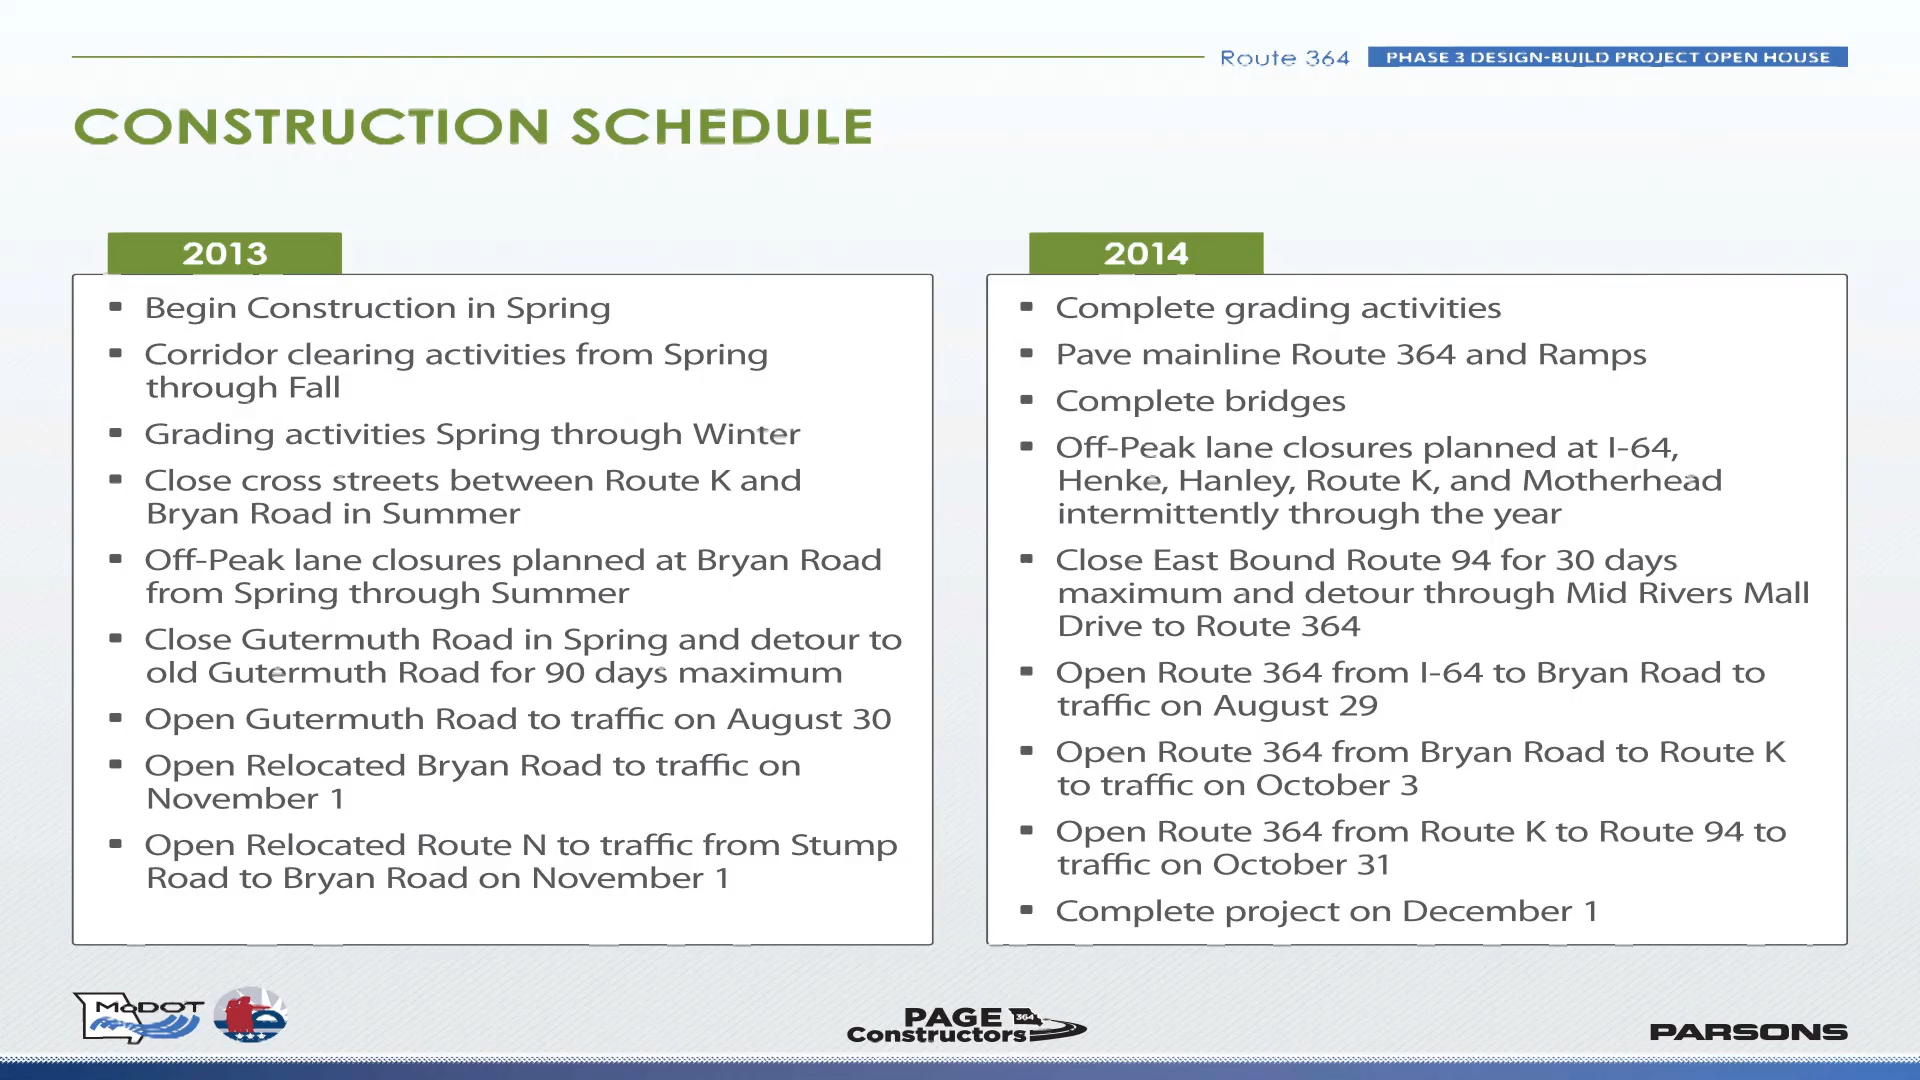 Route 364 PHASE 3 DESIGN-BUILD PROJECT OPEN HOUSE
CONSTRUCTION SCHEDULE
2013
▪ Begin Construction in Spring
▪ Corridor clearing activities from Spring
through Fall
▪ Grading activities Spring through Winter
▪ Close cross streets between Route K and
Bryan Road in Summer
▪ Off-Peak lane closures planned at Bryan Road
from Spring through Summer
▪ Close Gutermuth Road in Spring and detour to
old Gutermuth Road for 90 days maximum
▪ Open Gutermuth Road to traffic on August 30
▪ Open Relocated Bryan Road to traffic on
November 1
▪ Open Relocated Route N to traffic from Stump
Road to Bryan Road on November 1
2014
▪ Complete grading activities
▪ Pave mainline Route 364 and Ramps
▪ Complete bridges
▪ Off-Peak lane closures planned at I-64,
Henke, Hanley, Route K, and Motherhead
intermittently through the year
▪ Close East Bound Route 94 for 30 days
maximum and detour through Mid Rivers Mall
Drive to Route 364
▪ Open Route 364 from I-64 to Bryan Road to
traffic on August 29
▪ Open Route 364 from Bryan Road to Route K
to traffic on October 3
▪ Open Route 364 from Route K to Route 94 to
traffic on October 31
▪ Complete project on December 1
MoDOT
PAGE 364
Constructors
PARSONS